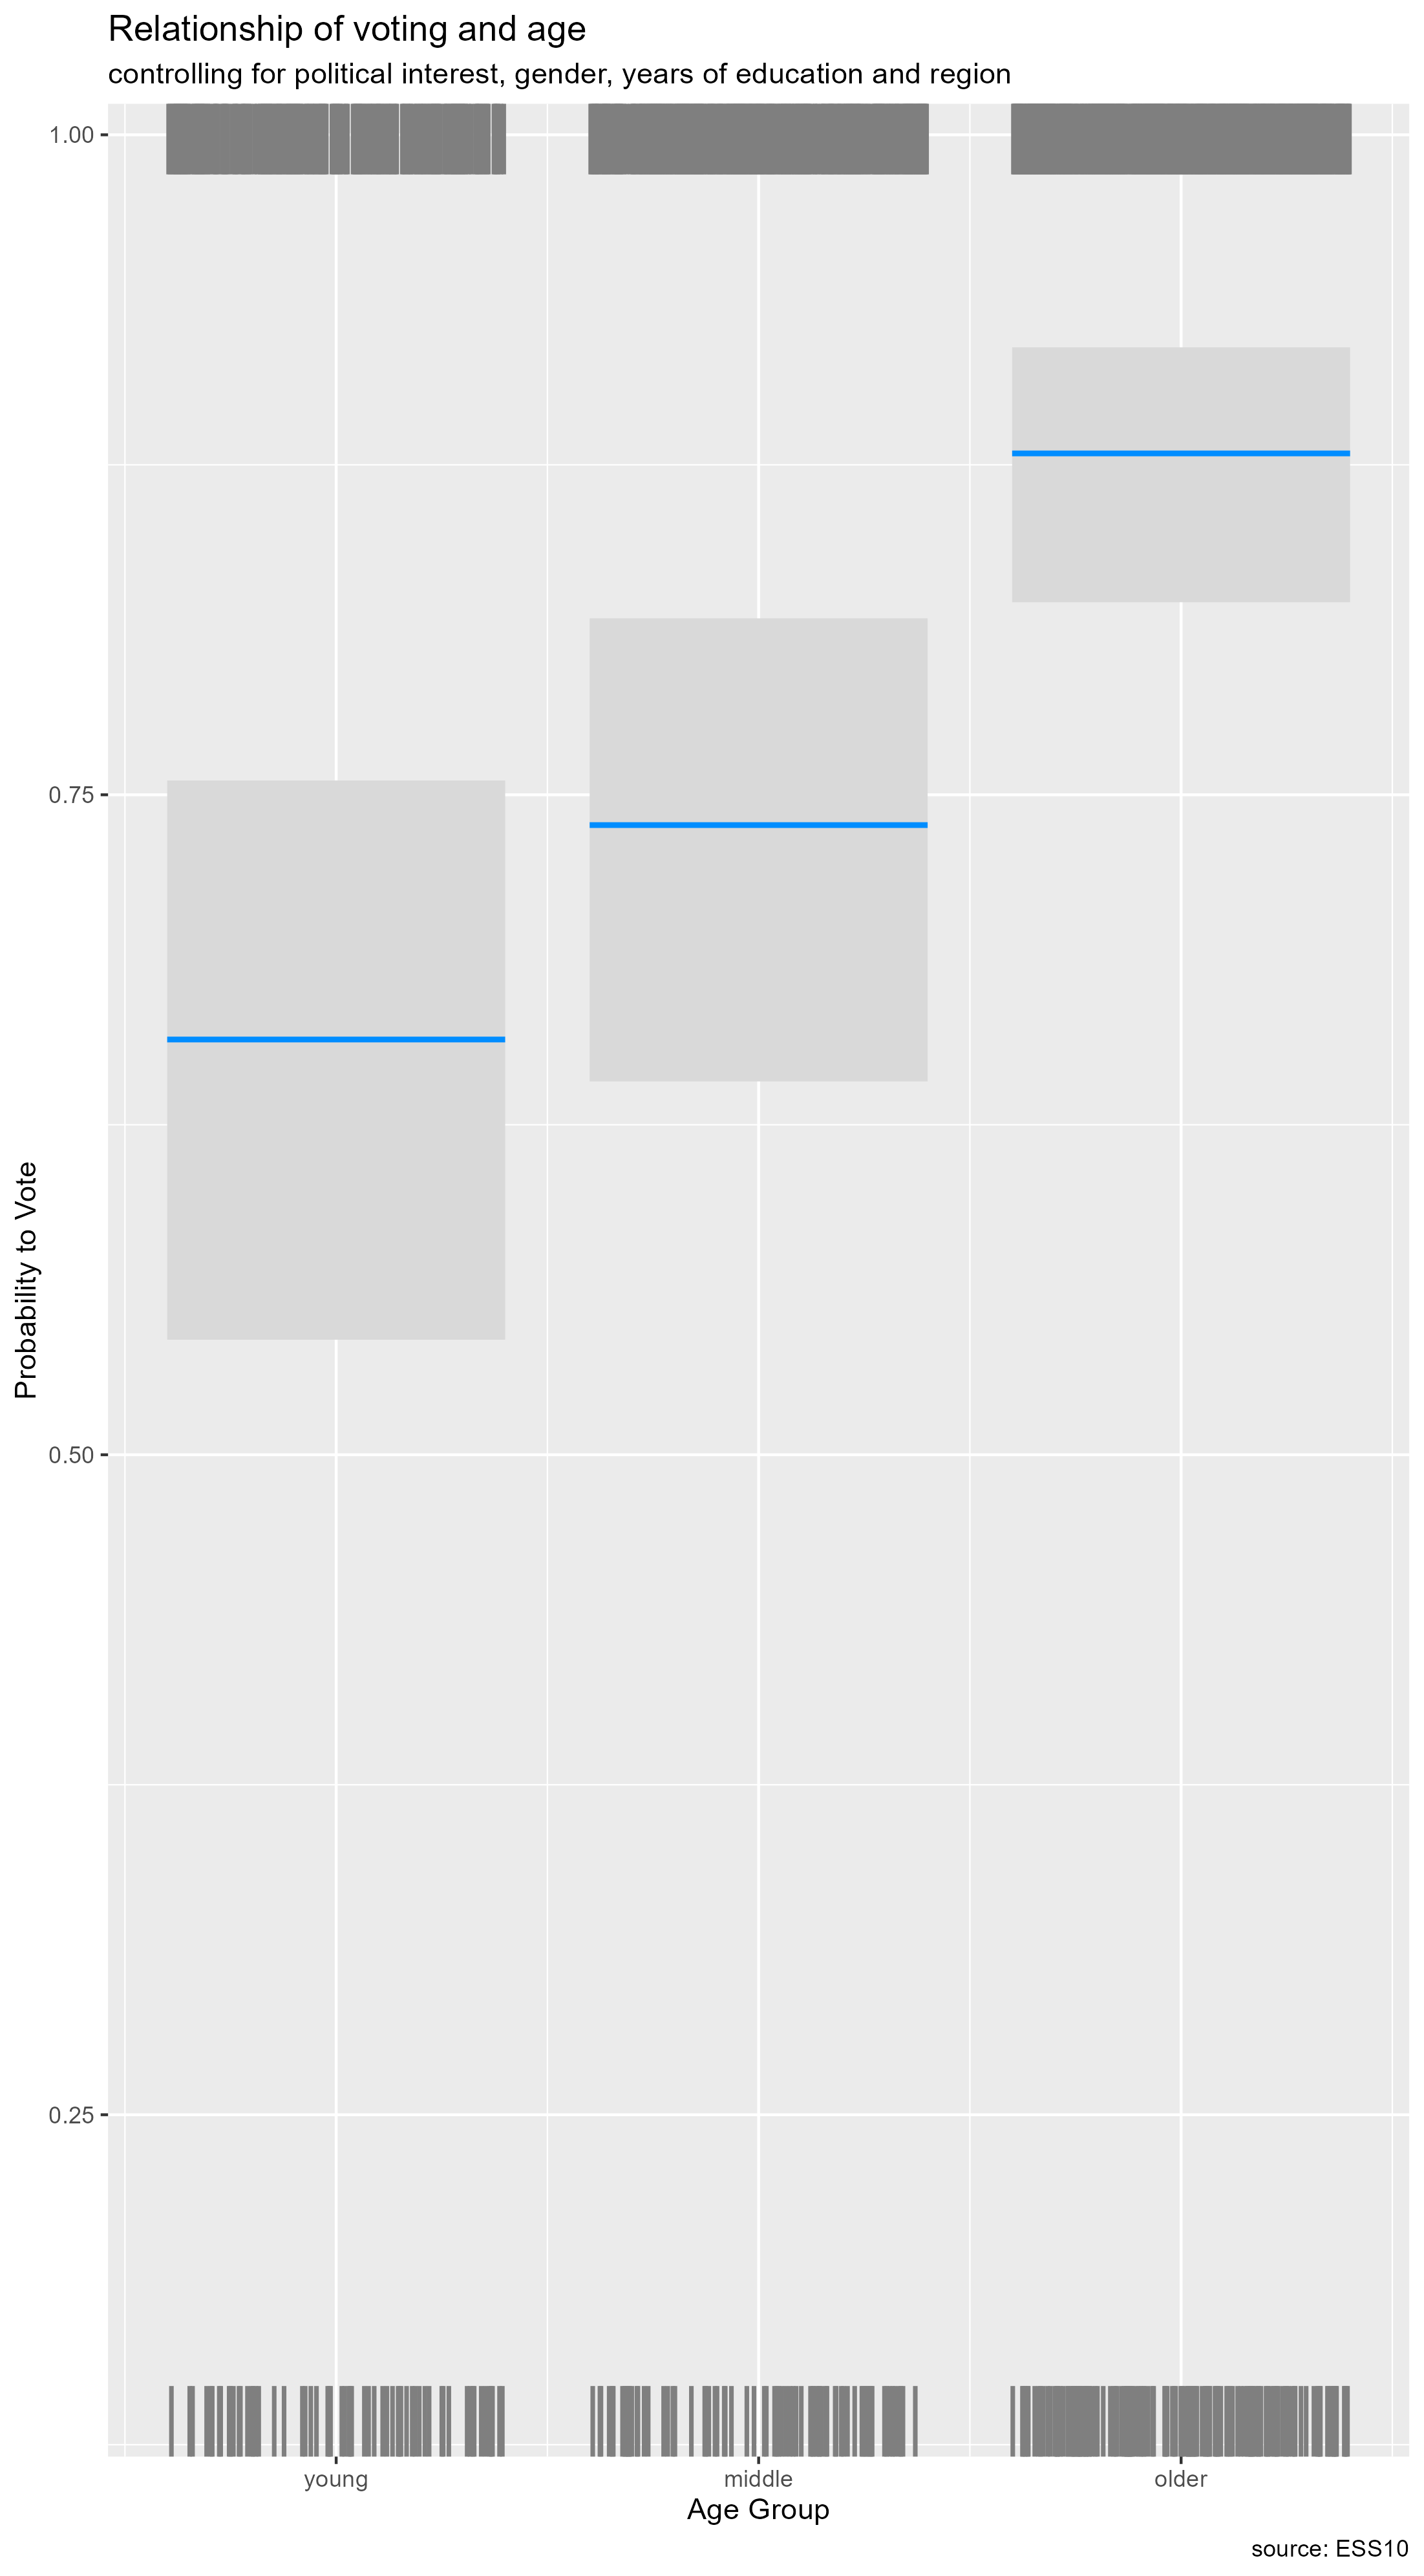 Relationship of voting and age
controlling for political interest, gender, years of education and region
1.00
0.75
0.50
0.25
Probability to Vote
young
middle
older
Age Group
source: ESS10